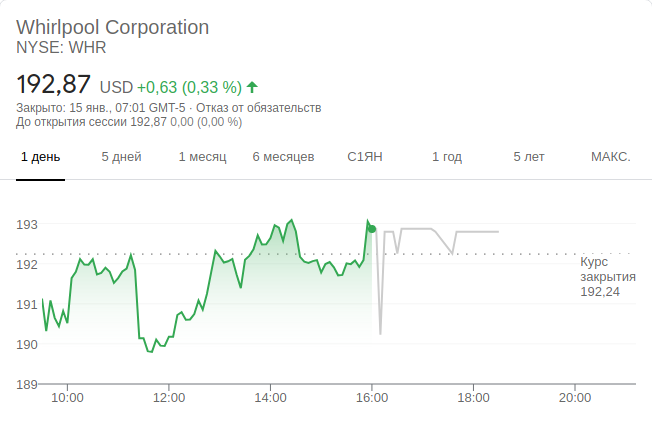 Whirlpool Corporation
NYSE: WHR
192,87 USD +0,63 (0,33 %)
Закрыто: 15 янв., 07:01 GMT-5 · Отказ от обязательств
До открытия сессии 192,87 0,00 (0,00 %)
1 день 5 дней 1 месяц 6 месяцев С1ЯН 1 год 5 лет МАКС.
193
192
191
190
189
Курс
закрытия
192,24
10:00 12:00 14:00 16:00 18:00 20:00